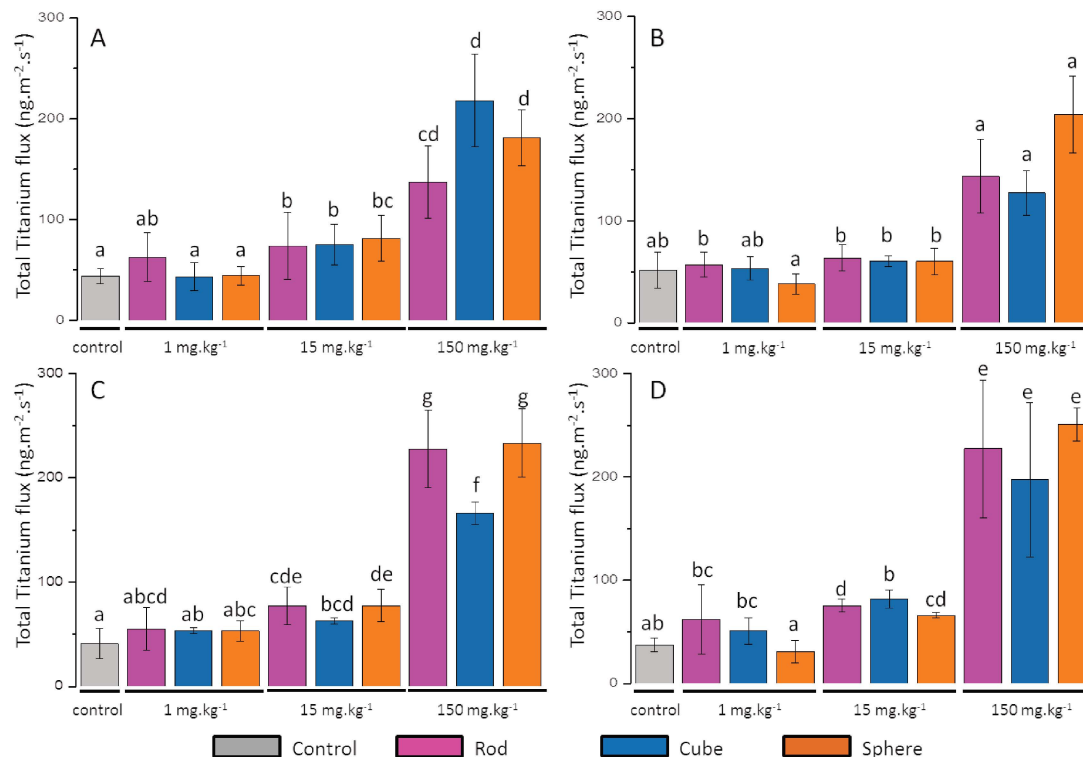 A
Total Titanium flux (ng.m⁻².s⁻¹)
300
200
100
0
a
ab
a
a
b
b
bc
cd
d
d
control
1 mg.kg⁻¹
15 mg.kg⁻¹
150 mg.kg⁻¹
B
Total Titanium flux (ng.m⁻².s⁻¹)
300
200
100
0
ab
b
ab
a
b
b
b
a
a
a
control
1 mg.kg⁻¹
15 mg.kg⁻¹
150 mg.kg⁻¹
C
Total Titanium flux (ng.m⁻².s⁻¹)
300
200
100
0
a
abcd
ab
abc
cde
bcd
de
g
f
g
control
1 mg.kg⁻¹
15 mg.kg⁻¹
150 mg.kg⁻¹
D
Total Titanium flux (ng.m⁻².s⁻¹)
300
200
100
0
ab
bc
bc
a
d
b
cd
e
e
e
control
1 mg.kg⁻¹
15 mg.kg⁻¹
150 mg.kg⁻¹
Control
Rod
Cube
Sphere